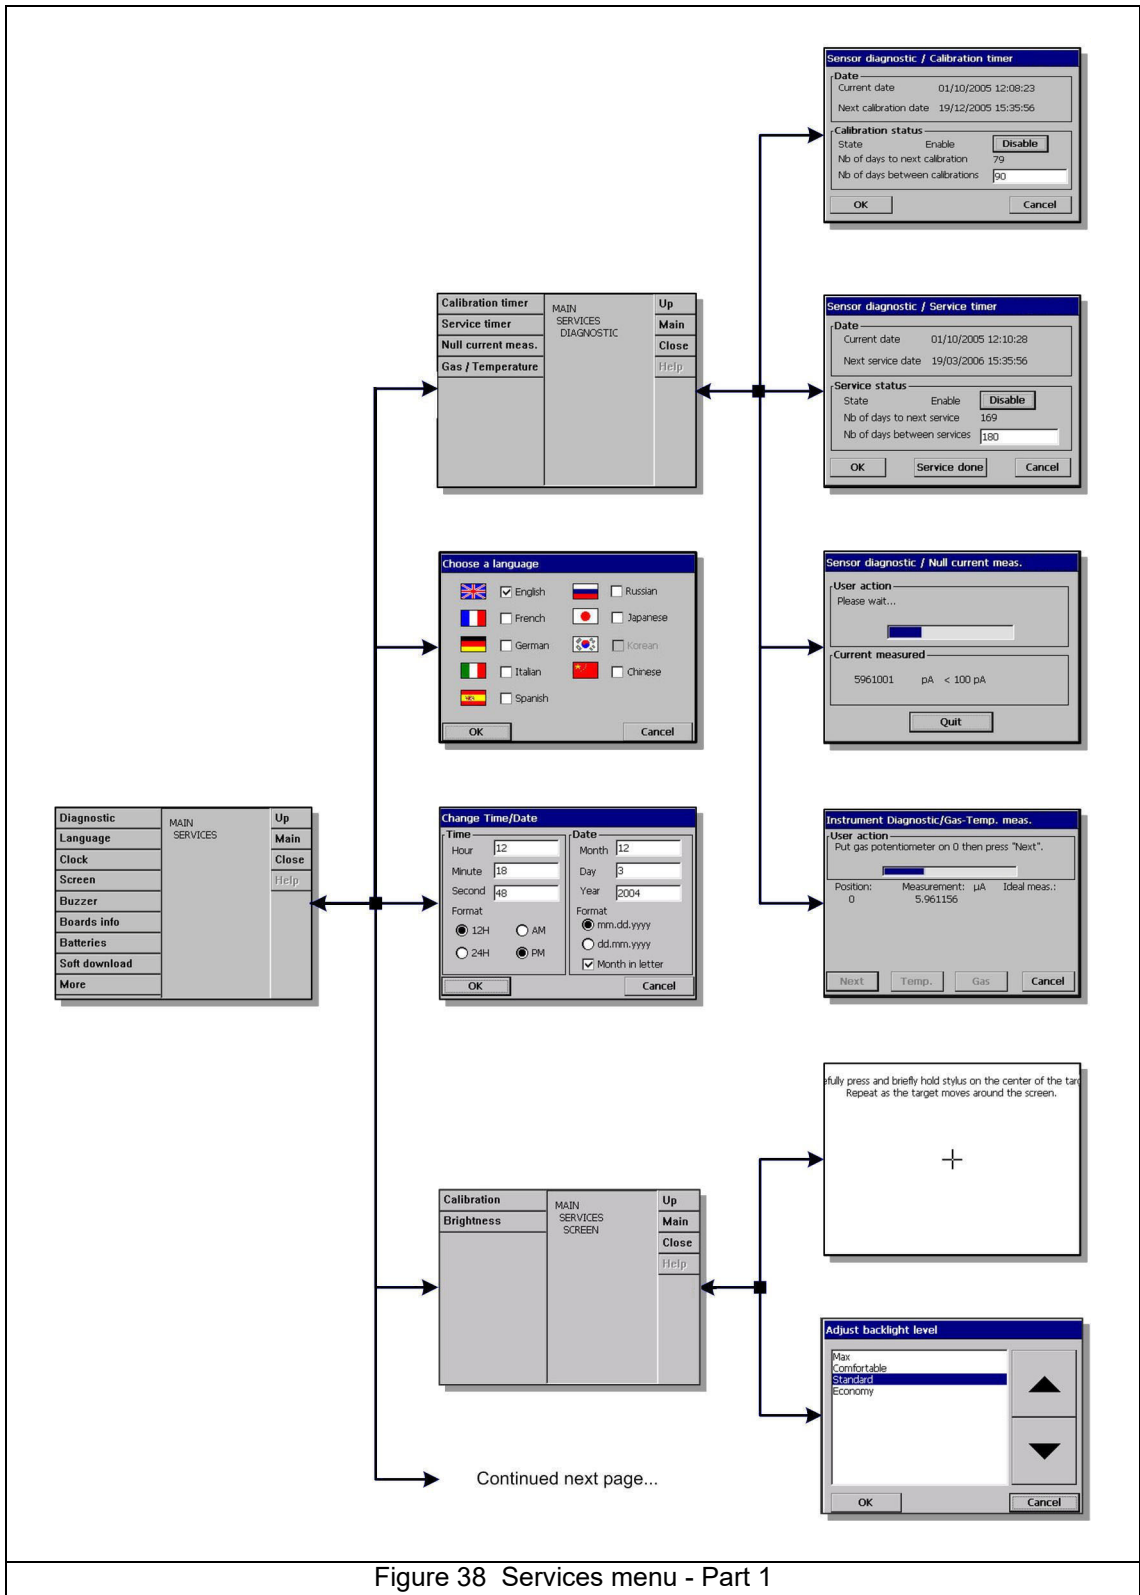 Sensor diagnostic / Calibration timer
Date
Current date 01/10/2005 12:08:23
Next calibration date 19/12/2005 15:35:56
Calibration status
State Enable Disable
Nb of days to next calibration 79
Nb of days between calibrations 90
OK Cancel
Calibration timer
Service timer
Null current meas.
Gas / Temperature
MAIN
SERVICES
DIAGNOSTIC
Up
Main
Close
Help
Sensor diagnostic / Service timer
Date
Current date 01/10/2005 12:10:28
Next service date 19/03/2006 15:35:56
Service status
State Enable Disable
Nb of days to next service 169
Nb of days between services 180
OK Service done Cancel
Choose a language
English Russian
French Japanese
German Korean
Italian Chinese
Spanish
OK Cancel
Sensor diagnostic / Null current meas.
User action
Please wait...
Current measured
5961001 pA < 100 pA
Quit
Diagnostic
Language
Clock
Screen
Buzzer
Boards info
Batteries
Soft download
More
MAIN
SERVICES
Up
Main
Close
Help
Change Time/Date
Time Date
Hour 12 Month 12
Minute 18 Day 3
Second 48 Year 2004
Format Format
12H AM mm.dd.yyyy
24H PM dd.mm.yyyy
Month in letter
OK Cancel
Instrument Diagnostic/Gas-Temp. meas.
User action
Put gas potentiometer on 0 then press "Next".
Position: Measurement: µA Ideal meas.:
0 5.961156
Next Temp. Gas Cancel
Calibration
Brightness
MAIN
SERVICES
SCREEN
Up
Main
Close
Help
efully press and briefly hold stylus on the center of the targ
Repeat as the target moves around the screen.
Adjust backlight level
Max
Comfortable
Standard
Economy
OK Cancel
Continued next page...
Figure 38 Services menu - Part 1